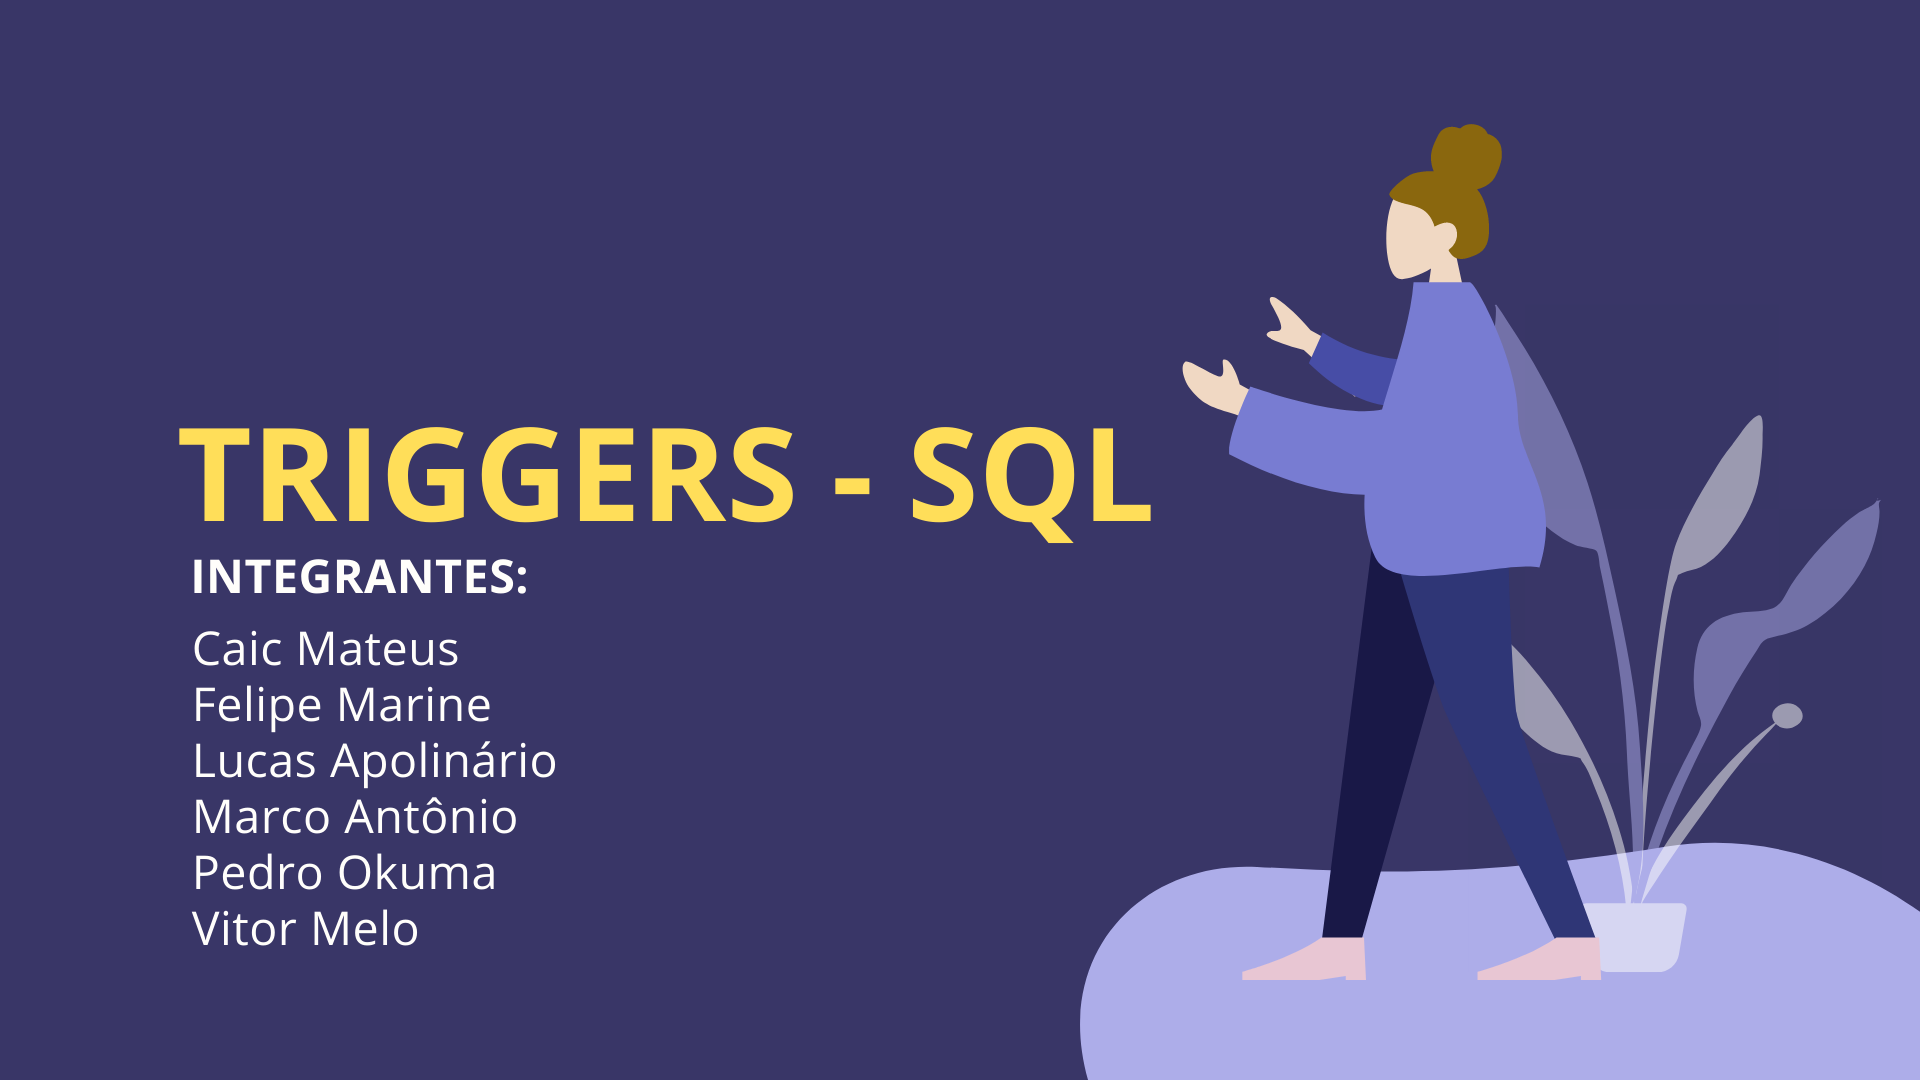 TRIGGERS - SQL
INTEGRANTES:
Caic Mateus
Felipe Marine
Lucas Apolinário
Marco Antônio
Pedro Okuma
Vitor Melo